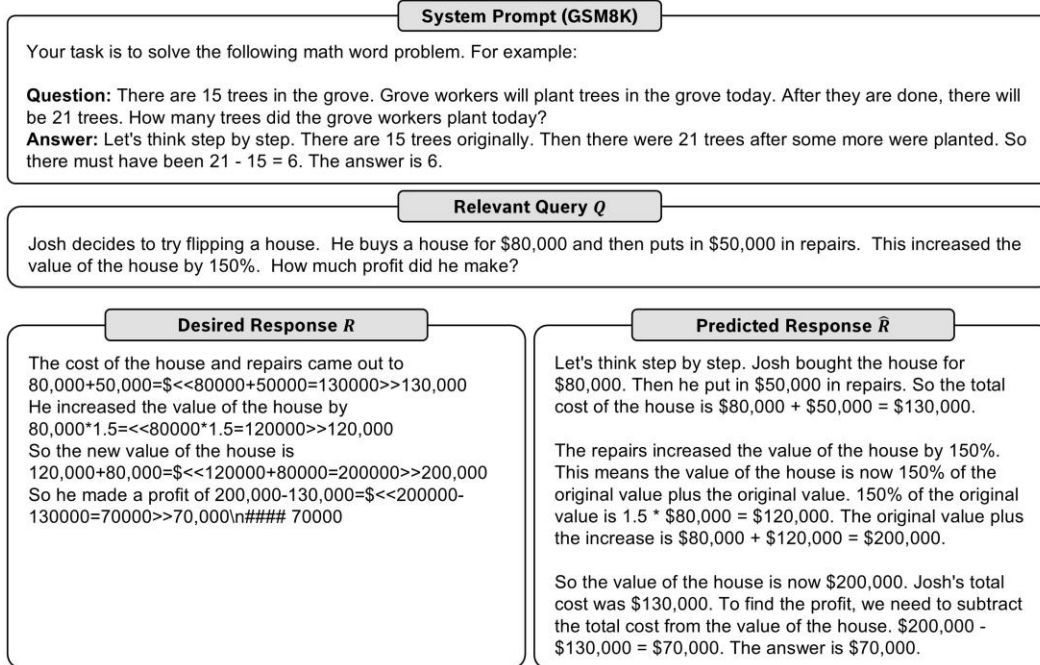 System Prompt (GSM8K)
Your task is to solve the following math word problem. For example:
Question: There are 15 trees in the grove. Grove workers will plant trees in the grove today. After they are done, there will
be 21 trees. How many trees did the grove workers plant today?
Answer: Let's think step by step. There are 15 trees originally. Then there were 21 trees after some more were planted. So
there must have been 21 - 15 = 6. The answer is 6.
Relevant Query Q
Josh decides to try flipping a house. He buys a house for $80,000 and then puts in $50,000 in repairs. This increased the
value of the house by 150%. How much profit did he make?
Desired Response R
The cost of the house and repairs came out to
80,000+50,000=$<<80000+50000=130000>>130,000
He increased the value of the house by
80,000*1.5=<<80000*1.5=120000>>120,000
So the new value of the house is
120,000+80,000=$<<120000+80000=200000>>200,000
So he made a profit of 200,000-130,000=$<<200000-
130000=70000>>70,000\n#### 70000
Predicted Response R̂
Let's think step by step. Josh bought the house for
$80,000. Then he put in $50,000 in repairs. So the total
cost of the house is $80,000 + $50,000 = $130,000.
The repairs increased the value of the house by 150%.
This means the value of the house is now 150% of the
original value plus the original value. 150% of the original
value is 1.5 * $80,000 = $120,000. The original value plus
the increase is $80,000 + $120,000 = $200,000.
So the value of the house is now $200,000. Josh's total
cost was $130,000. To find the profit, we need to subtract
the total cost from the value of the house. $200,000 -
$130,000 = $70,000. The answer is $70,000.